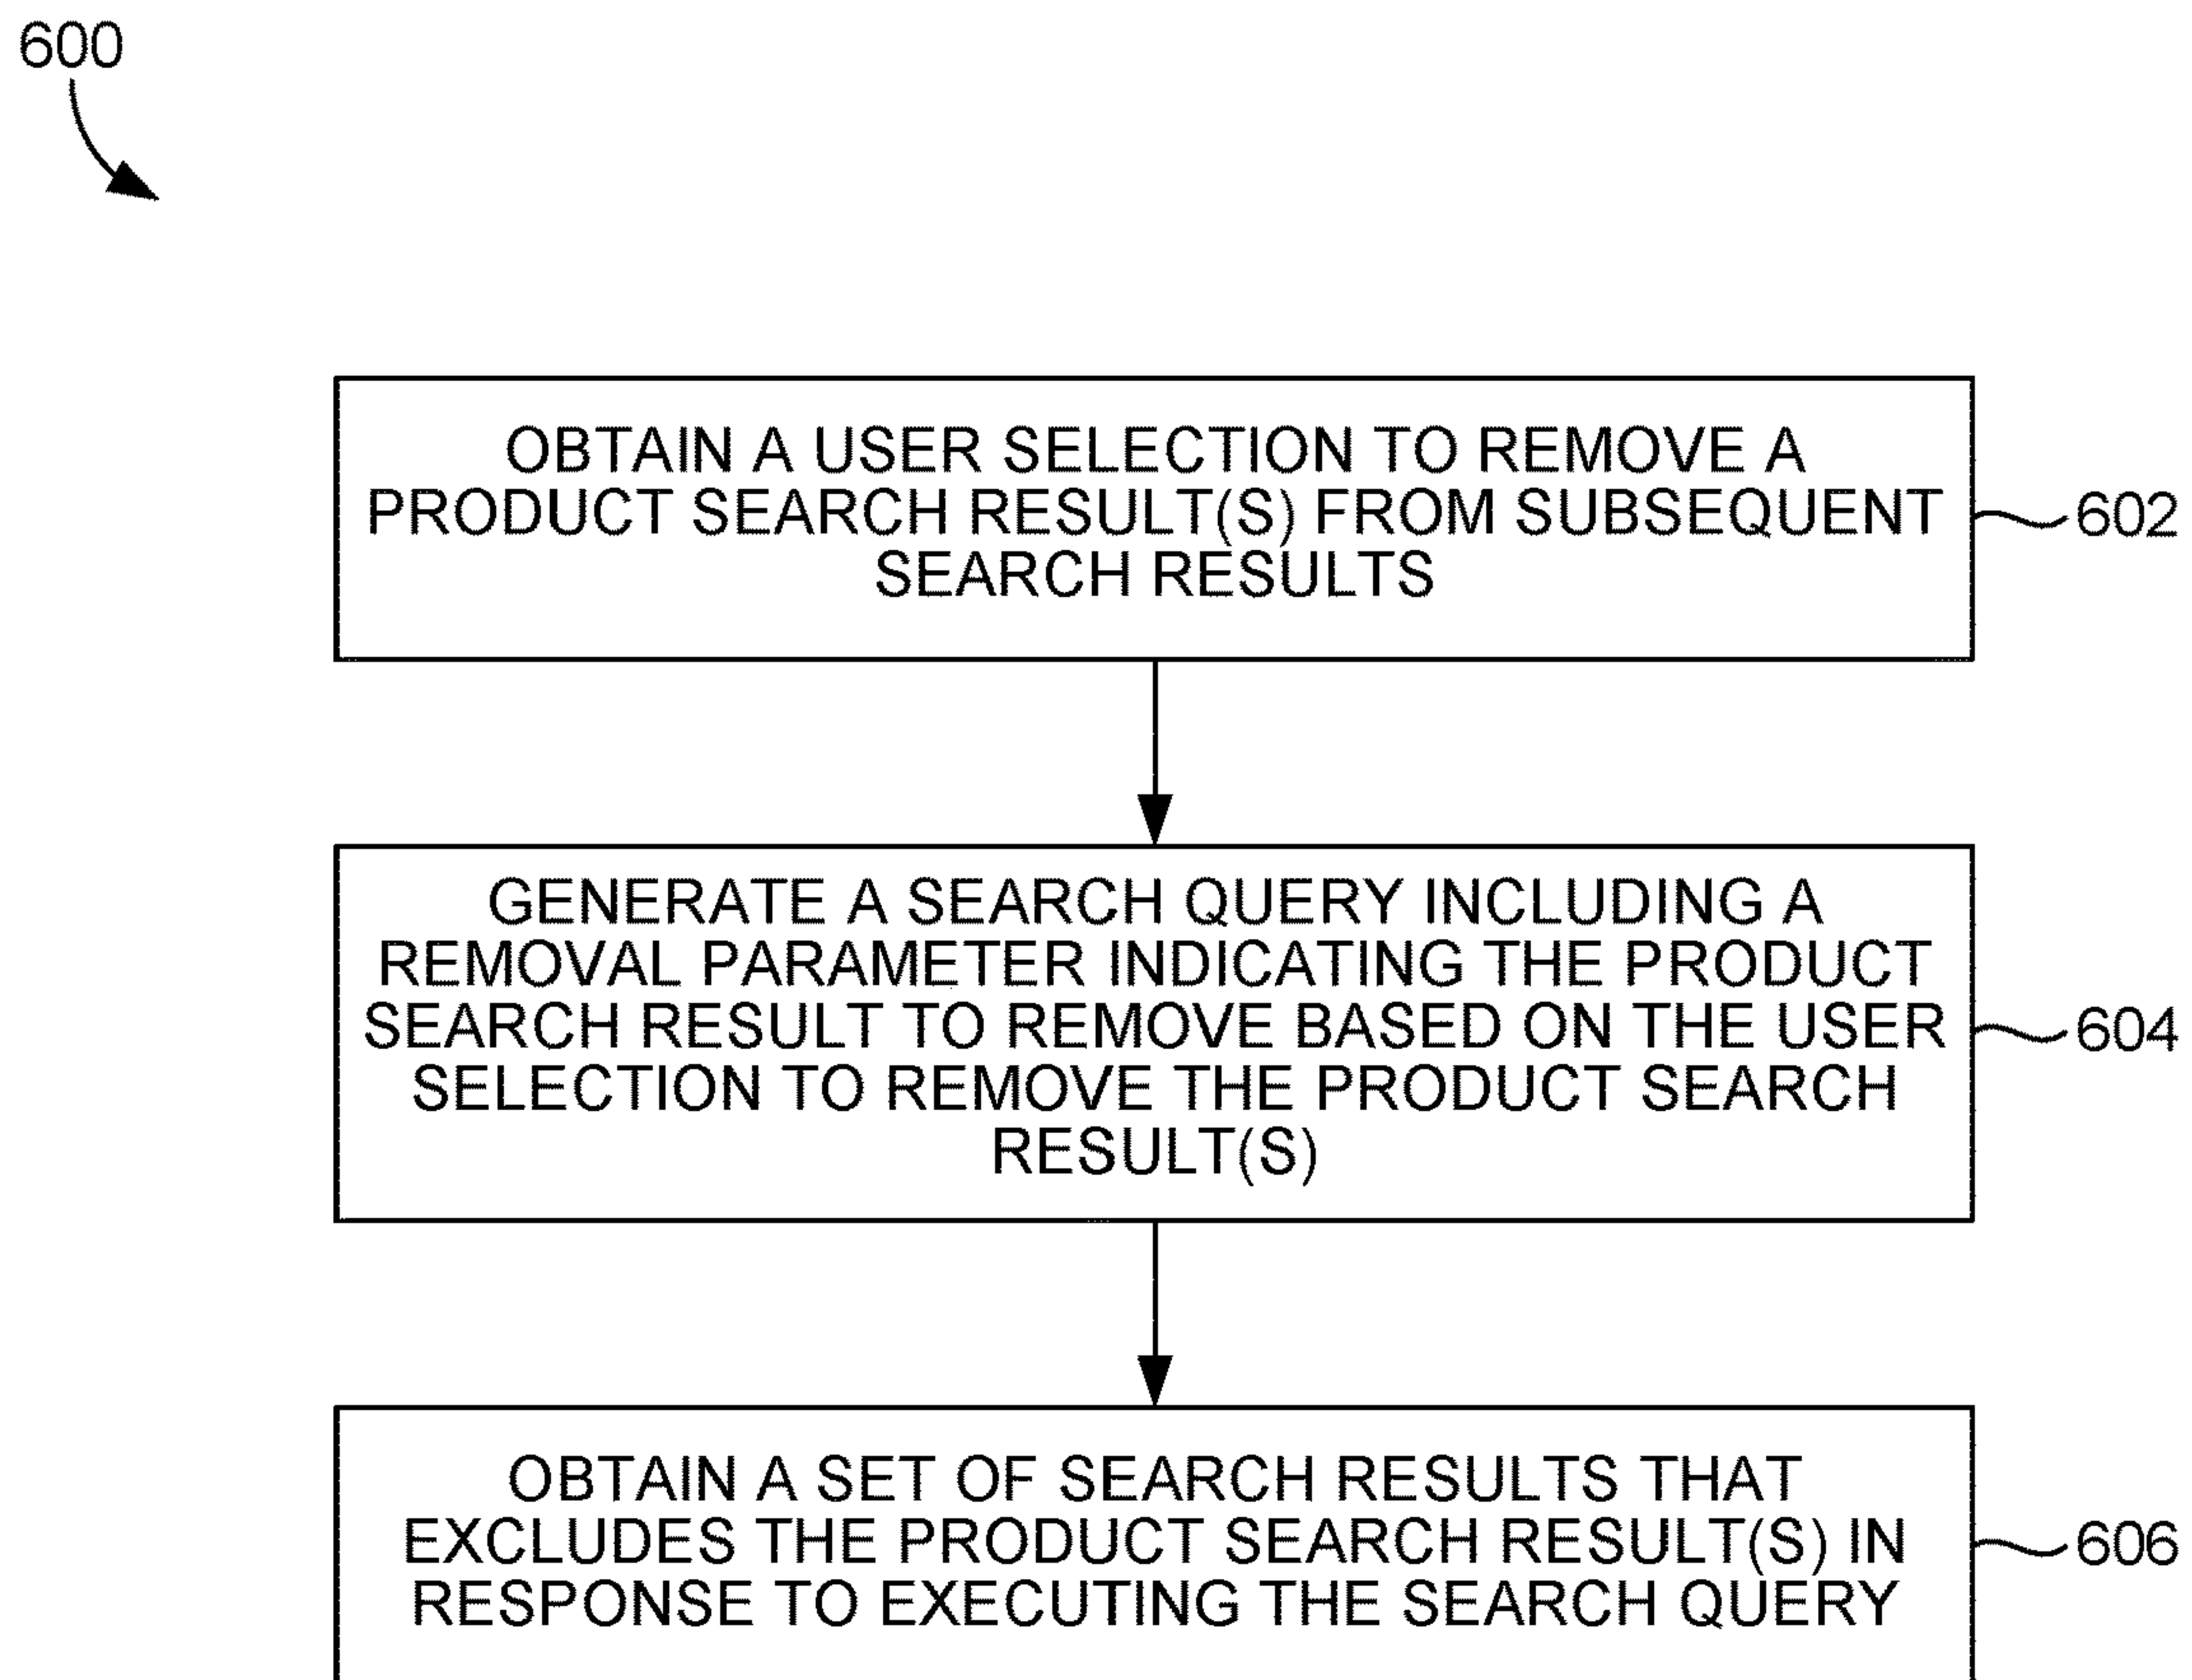 600
OBTAIN A USER SELECTION TO REMOVE A
PRODUCT SEARCH RESULT(S) FROM SUBSEQUENT
SEARCH RESULTS
602
GENERATE A SEARCH QUERY INCLUDING A
REMOVAL PARAMETER INDICATING THE PRODUCT
SEARCH RESULT TO REMOVE BASED ON THE USER
SELECTION TO REMOVE THE PRODUCT SEARCH
RESULT(S)
604
OBTAIN A SET OF SEARCH RESULTS THAT
EXCLUDES THE PRODUCT SEARCH RESULT(S) IN
RESPONSE TO EXECUTING THE SEARCH QUERY
606